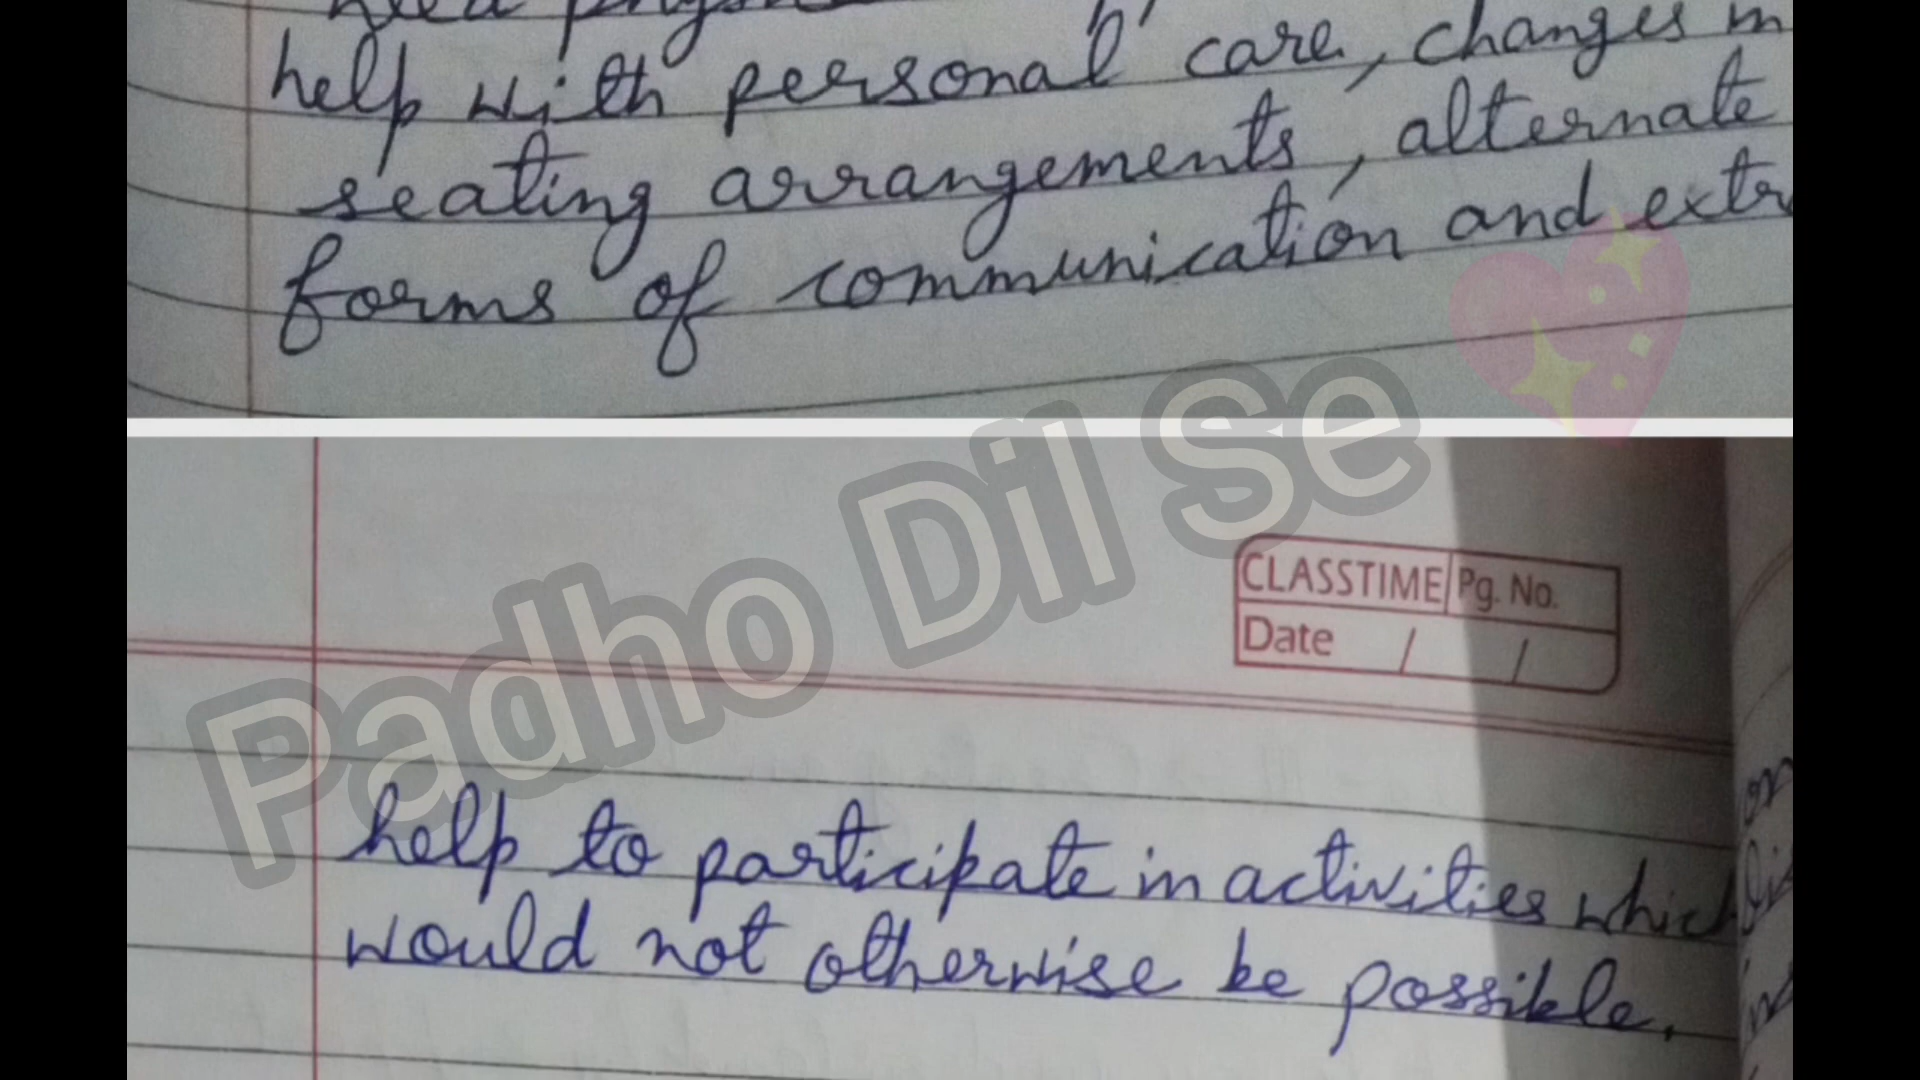 help with personal care, changes in
seating arrangements, alternate
forms of communication and extra
Padho Dil Se
CLASSTIME Pg. No.
Date / /
help to participate in activities which
would not otherwise be possible.